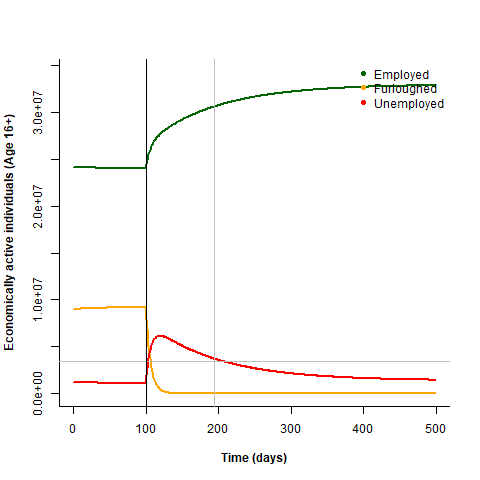 Employed
Furloughed
Unemployed
Economically active individuals (Age 16+)
3.0e+07
2.0e+07
1.0e+07
0.0e+00
0 100 200 300 400 500
Time (days)